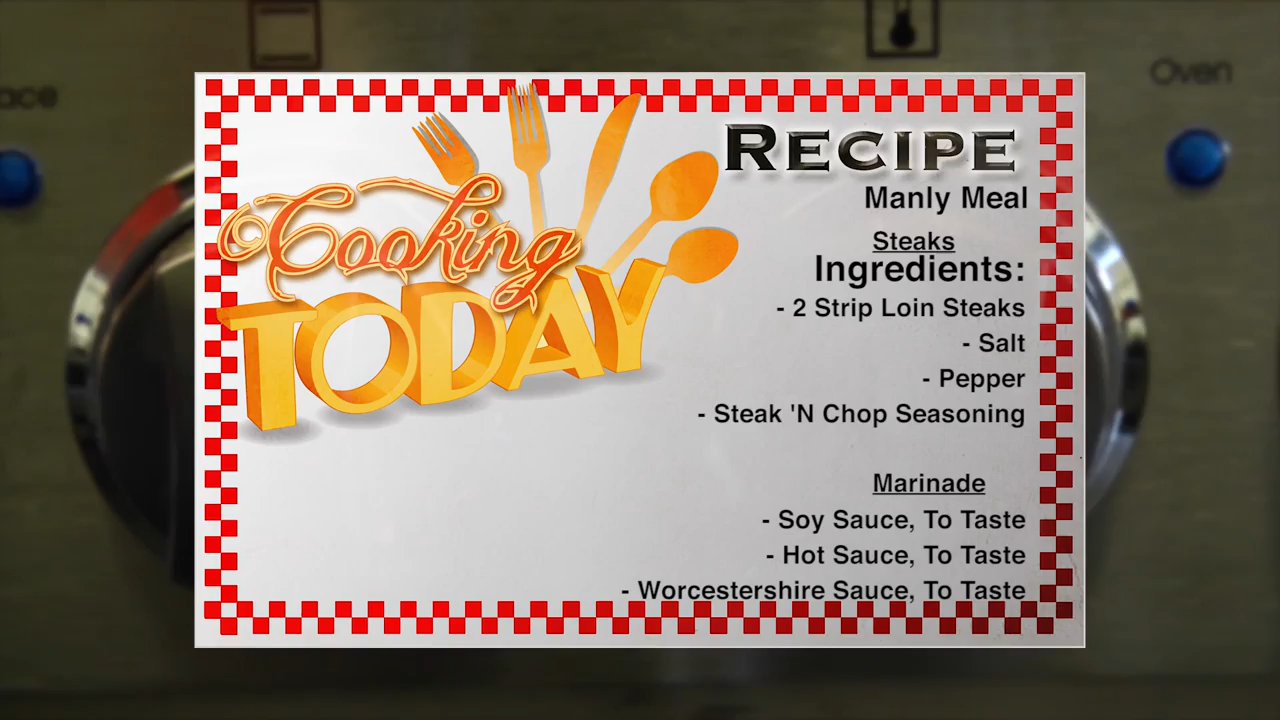 Oven
Cooking
TODAY
RECIPE
Manly Meal
Steaks
Ingredients:
- 2 Strip Loin Steaks
- Salt
- Pepper
- Steak 'N Chop Seasoning
Marinade
- Soy Sauce, To Taste
- Hot Sauce, To Taste
- Worcestershire Sauce, To Taste